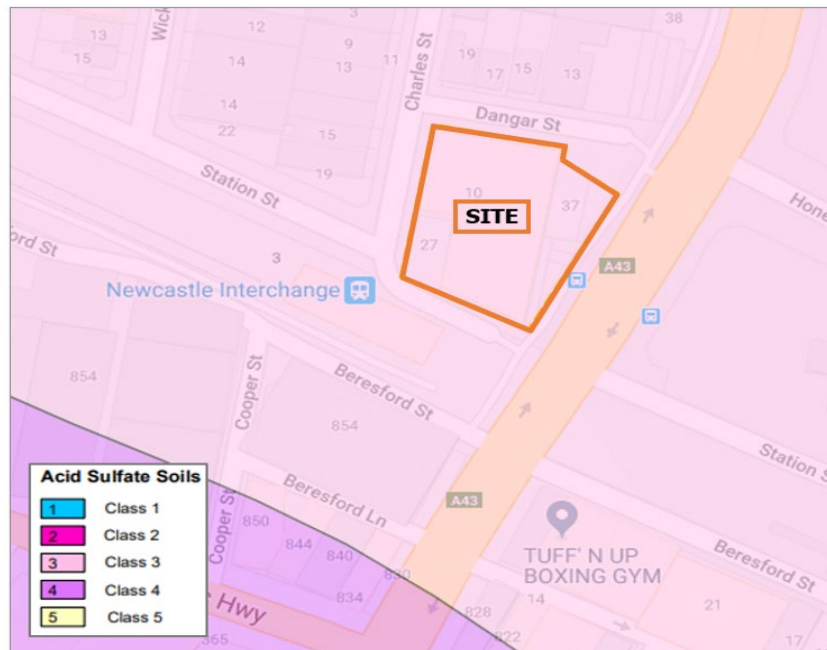 3
38
12
13
15
Wick
9
14
13
11
Charles St
19
17
15
13
14
22
15
19
Dangar St
Station St
10
37
SITE
27
Hone
3
ord St
A43
Newcastle Interchange
854
Cooper St
Beresford St
854
Station S
Acid Sulfate Soils
1 Class 1
2 Class 2
3 Class 3
4 Class 4
5 Class 5
Cooper St
Beresford Ln
A43
850
844
840
830
834
TUFF' N UP
BOXING GYM
Beresford St
14
21
828
822
17
15
Hwy
365